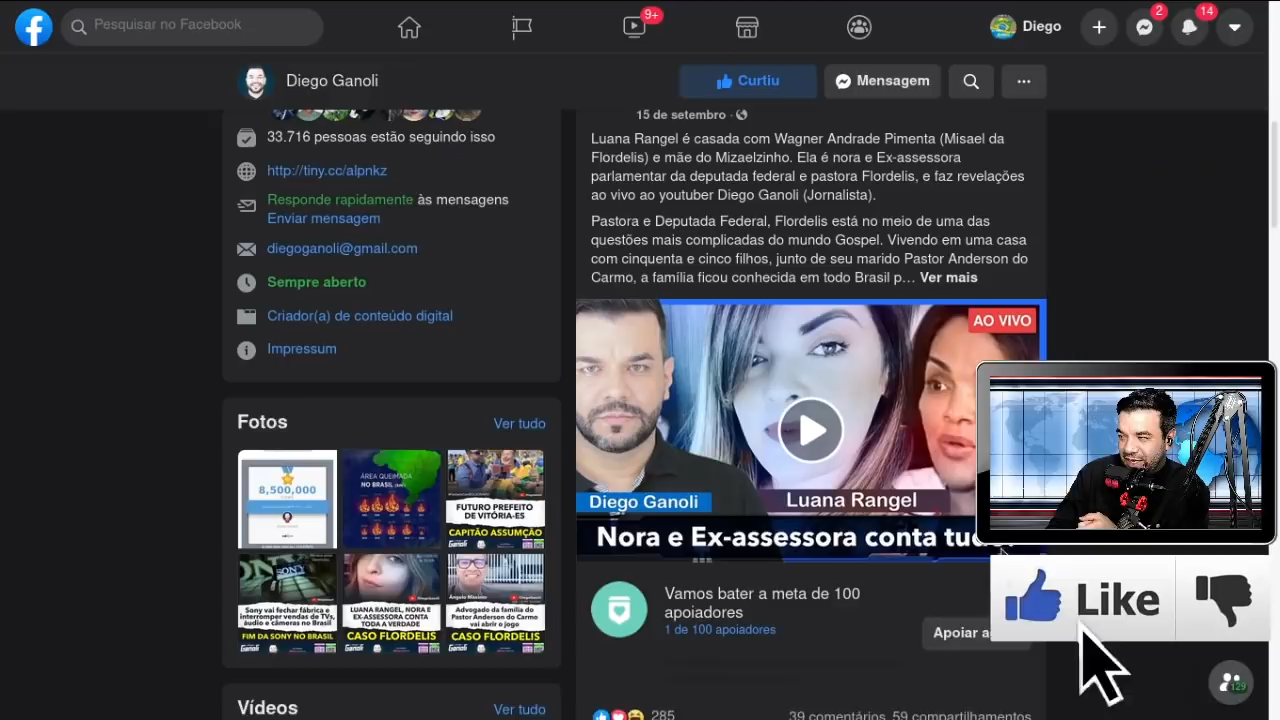 Pesquisar no Facebook
9+
Diego
2
14
Diego Ganoli
Curtiu
Mensagem
33.716 pessoas estão seguindo isso
http://tiny.cc/alpnkz
Responde rapidamente às mensagens
Enviar mensagem
diegoganoli@gmail.com
Sempre aberto
Criador(a) de conteúdo digital
Impressum
Fotos
Ver tudo
8,500,000
ÁREA QUEIMADA
NO BRASIL
FUTURO PREFEITO
DE VITÓRIA-ES
CAPITÃO ASSUMÇÃO
SONY
Sony vai fechar fábrica e
interromper vendas de TVs,
áudio e câmeras no Brasil
FIM DA SONY NO BRASIL
LUANA RANGEL, NORA E
EX-ASSESSORA CONTA
TODA A VERDADE
CASO FLORDELIS
Advogado da família do
Pastor Anderson do Carmo
vai abrir o jogo
CASO FLORDELIS
Vídeos
Ver tudo
15 de setembro ·
Luana Rangel é casada com Wagner Andrade Pimenta (Misael da
Flordelis) e mãe do Mizaelzinho. Ela é nora e Ex-assessora
parlamentar da deputada federal e pastora Flordelis, e faz revelações
ao vivo ao youtuber Diego Ganoli (Jornalista).
Pastora e Deputada Federal, Flordelis está no meio de uma das
questões mais complicadas do mundo Gospel. Vivendo em uma casa
com cinquenta e cinco filhos, junto de seu marido Pastor Anderson do
Carmo, a família ficou conhecida em todo Brasil p… Ver mais
AO VIVO
Diego Ganoli
Luana Rangel
Nora e Ex-assessora conta tu
Vamos bater a meta de 100
apoiadores
1 de 100 apoiadores
Apoiar a
Like
285
39 comentários 59 compartilhamentos
129